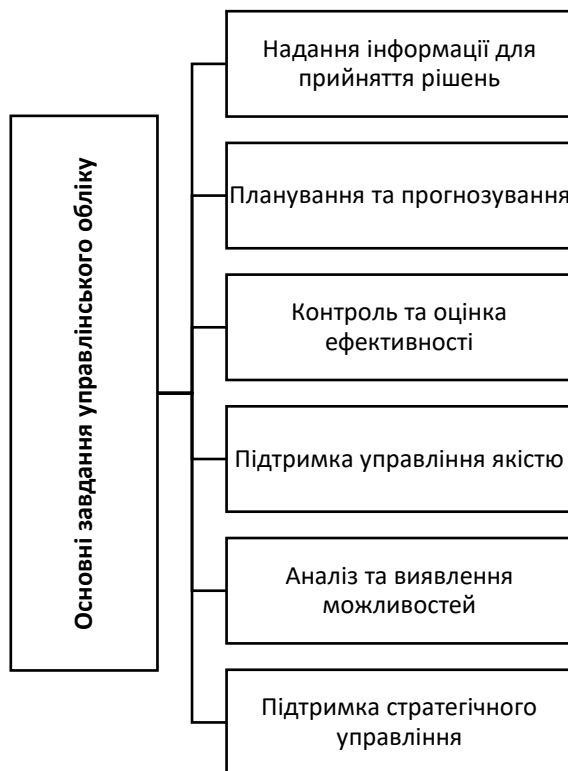 Основні завдання управлінського обліку
Надання інформації для
прийняття рішень
Планування та прогнозування
Контроль та оцінка
ефективності
Підтримка управління якістю
Аналіз та виявлення
можливостей
Підтримка стратегічного
управління